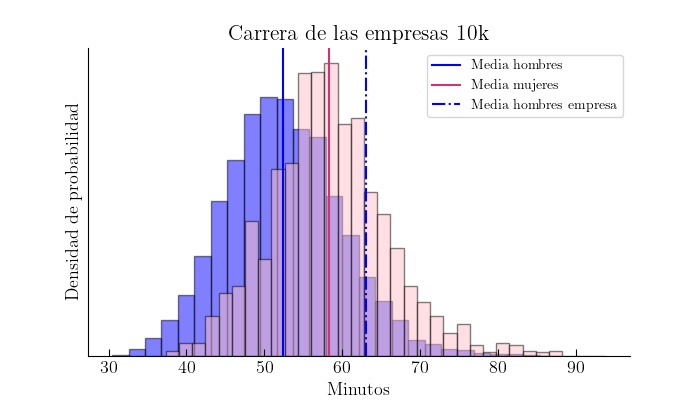 Carrera de las empresas 10k
Media hombres
Media mujeres
Media hombres empresa
Densidad de probabilidad
30 40 50 60 70 80 90
Minutos